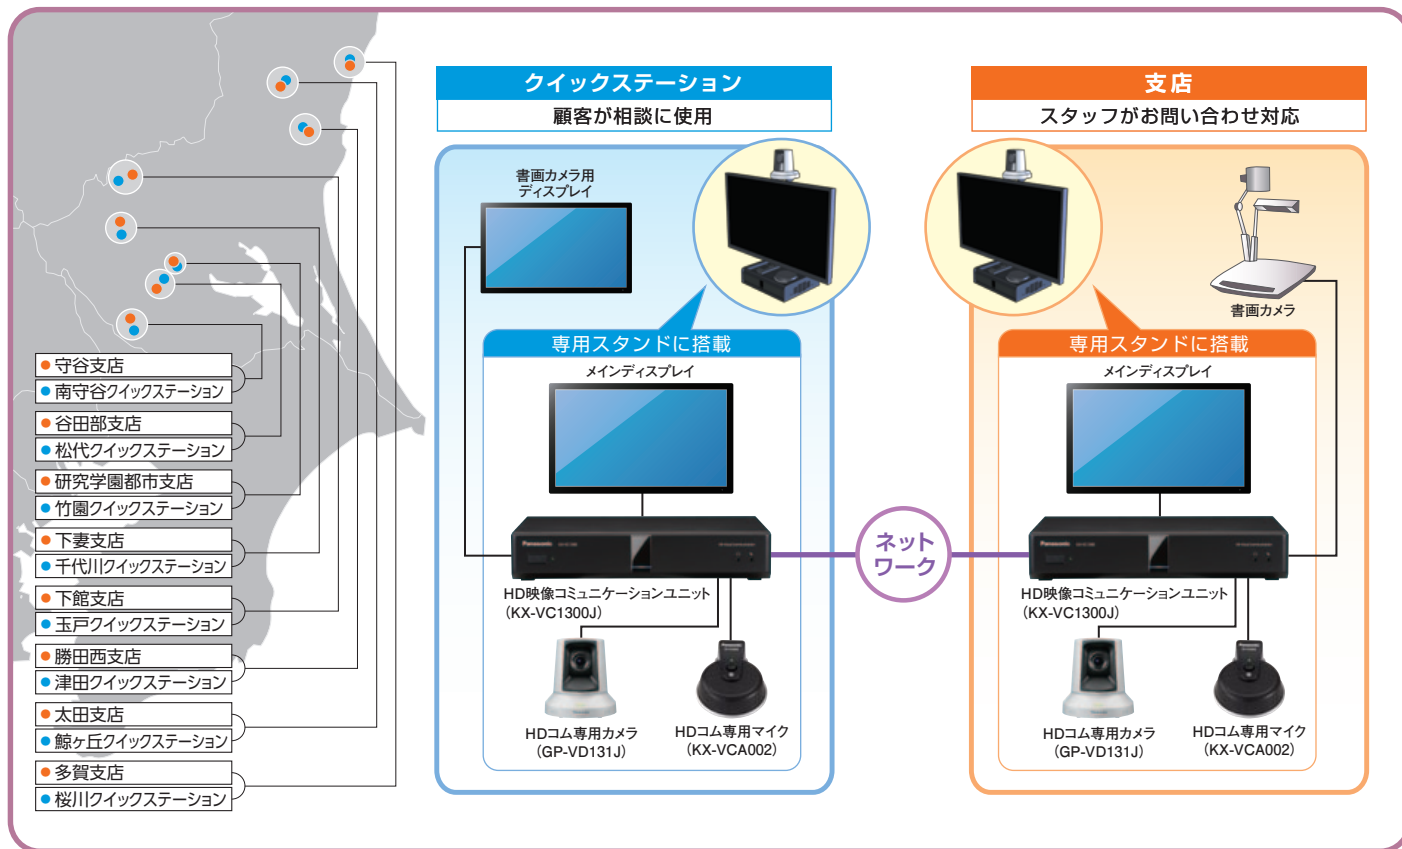 守谷支店
南守谷クイックステーション
谷田部支店
松代クイックステーション
研究学園都市支店
竹園クイックステーション
下妻支店
千代川クイックステーション
下館支店
玉戸クイックステーション
勝田西支店
津田クイックステーション
太田支店
鯨ヶ丘クイックステーション
多賀支店
桜川クイックステーション
クイックステーション
顧客が相談に使用
書画カメラ用
ディスプレイ
専用スタンドに搭載
メインディスプレイ
Panasonic
HD映像コミュニケーションユニット
(KX-VC1300J)
HDコム専用カメラ
(GP-VD131J)
HDコム専用マイク
(KX-VCA002)
ネット
ワーク
支店
スタッフがお問い合わせ対応
書画カメラ
専用スタンドに搭載
メインディスプレイ
Panasonic
HD映像コミュニケーションユニット
(KX-VC1300J)
HDコム専用カメラ
(GP-VD131J)
HDコム専用マイク
(KX-VCA002)